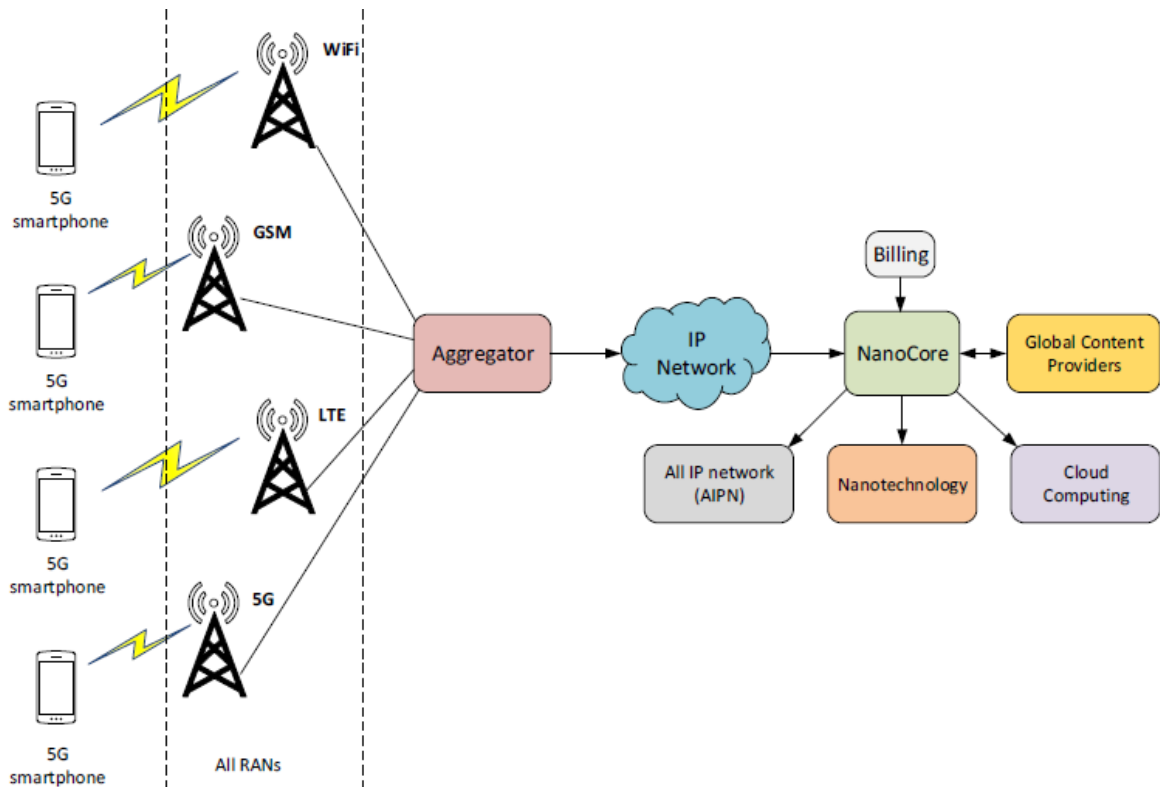 WiFi
5G
smartphone
GSM
5G
smartphone
LTE
5G
smartphone
5G
5G
smartphone
All RANs
Aggregator
IP
Network
Billing
NanoCore
Global Content
Providers
All IP network
(AIPN)
Nanotechnology
Cloud
Computing